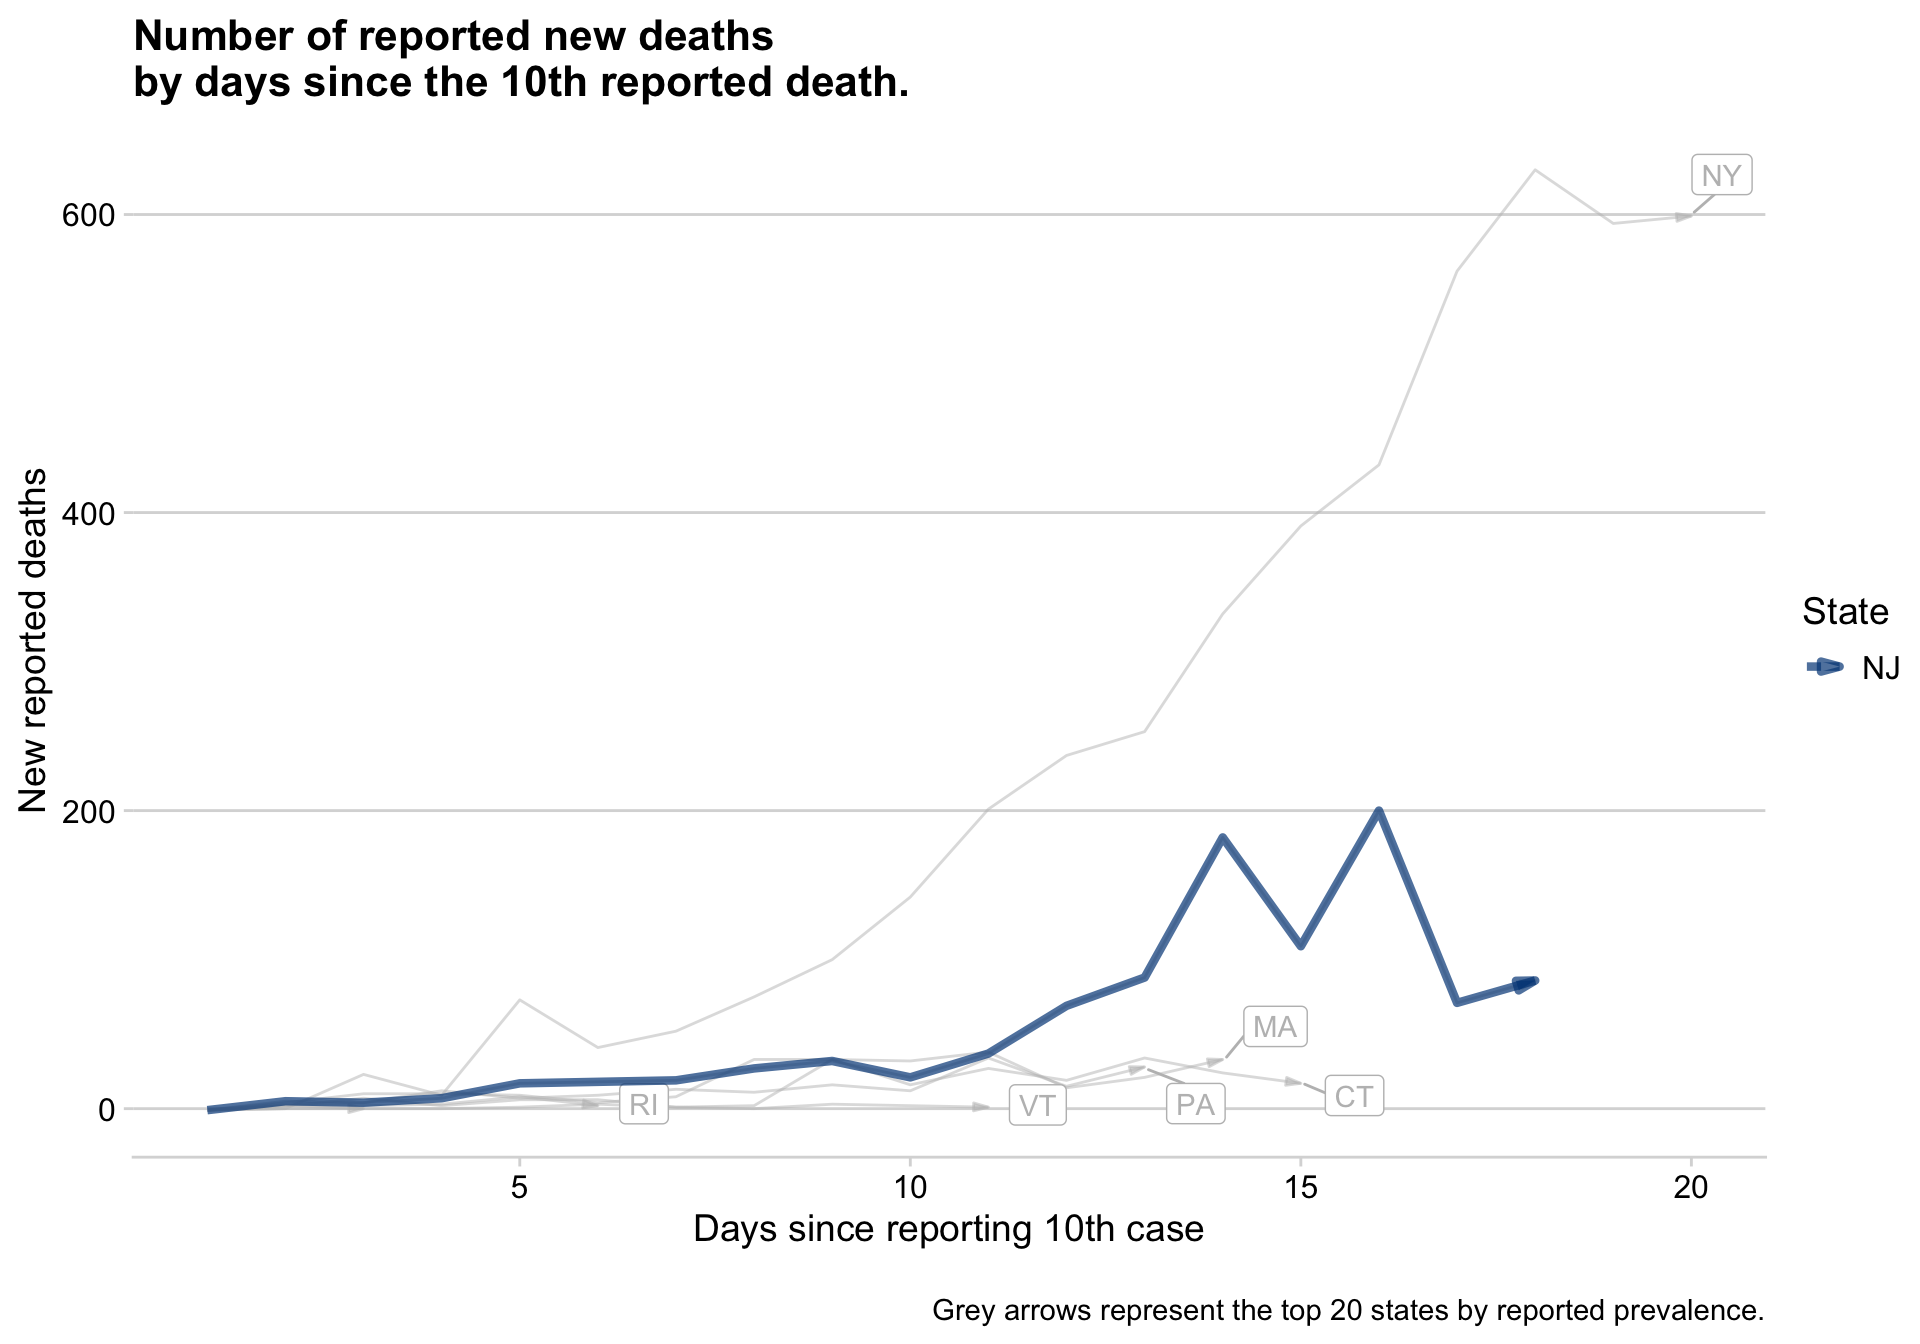 Number of reported new deaths
by days since the 10th reported death.
New reported deaths
600
400
200
0
NY
MA
RI
VT
PA
CT
State
NJ
5
10
15
20
Days since reporting 10th case
Grey arrows represent the top 20 states by reported prevalence.